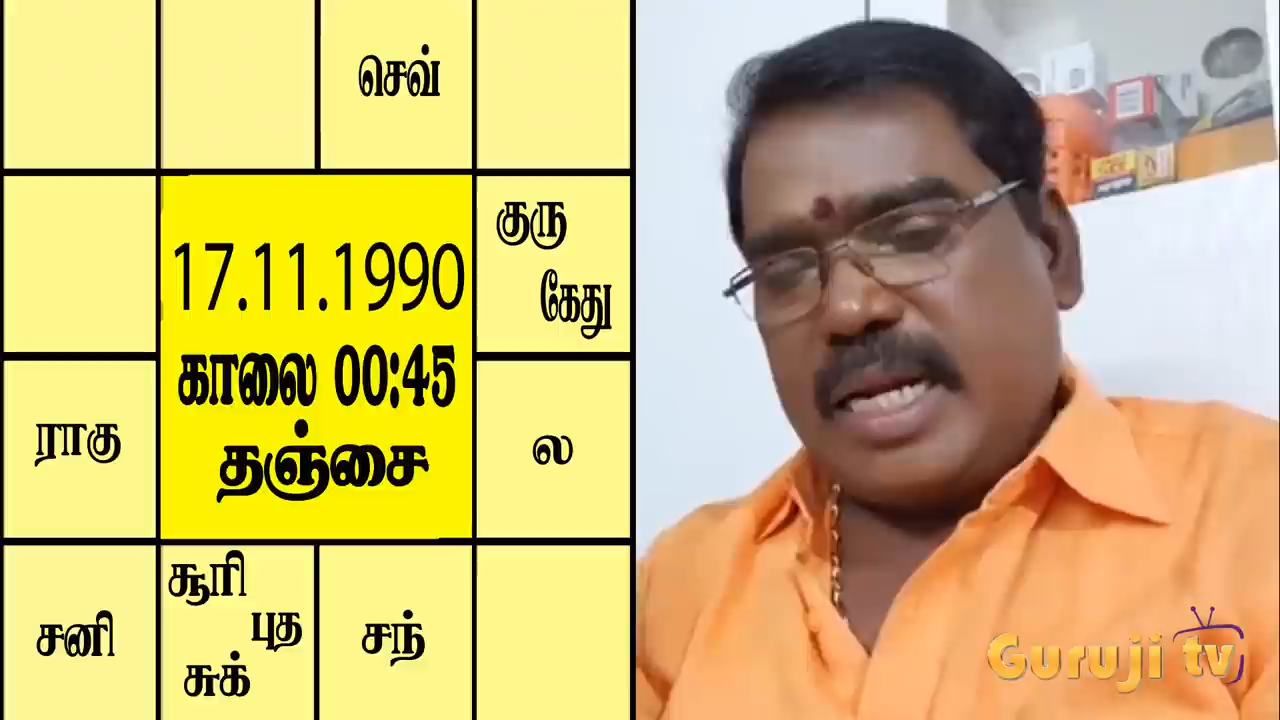 செவ்
குரு
கேது
17.11.1990
காலை 00:45
தஞ்சை
ராகு
ல
சனி
சூரி
புத
சுக்
சந்
Guruji tv